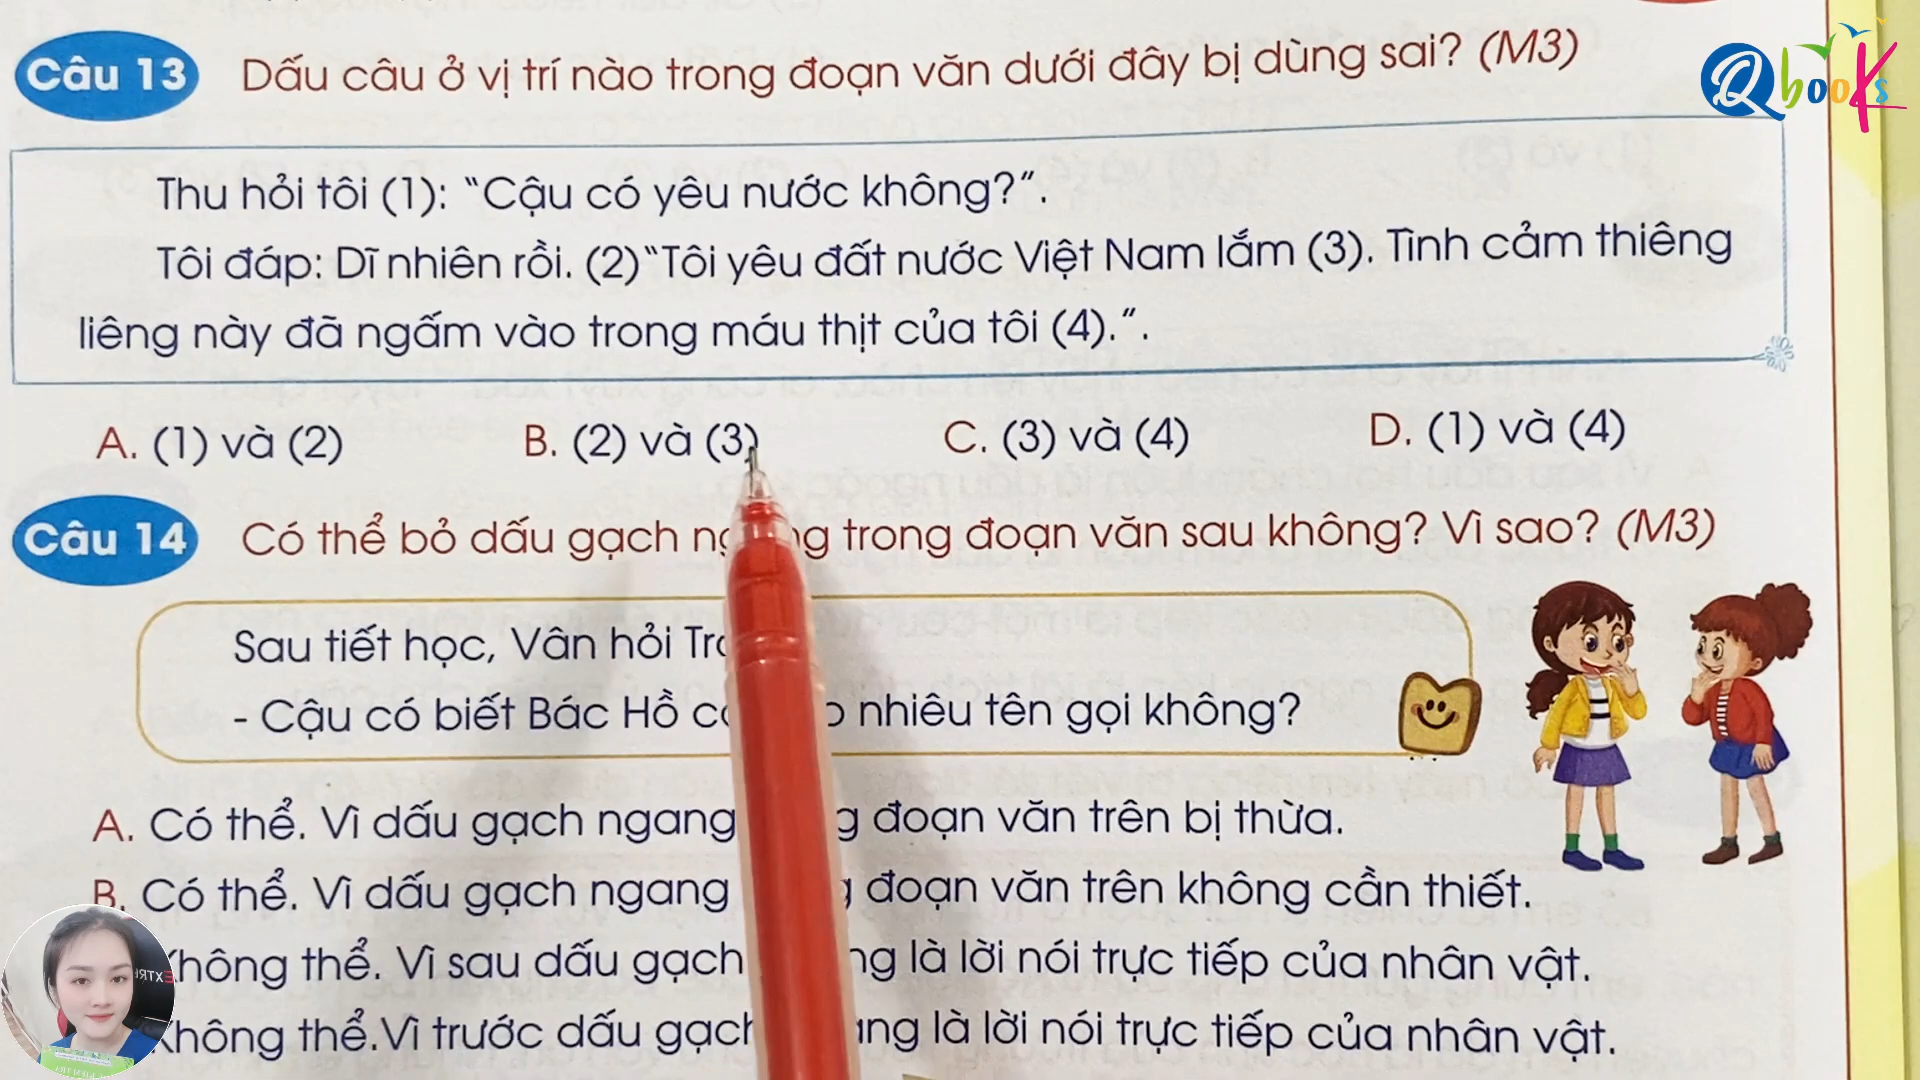 Qbooks
Câu 13 Dấu câu ở vị trí nào trong đoạn văn dưới đây bị dùng sai? (M3)
Thu hỏi tôi (1): “Cậu có yêu nước không?”.
Tôi đáp: Dĩ nhiên rồi. (2)“Tôi yêu đất nước Việt Nam lắm (3). Tình cảm thiêng
liêng này đã ngấm vào trong máu thịt của tôi (4).”.
A. (1) và (2) B. (2) và (3) C. (3) và (4) D. (1) và (4)
Câu 14 Có thể bỏ dấu gạch ngang trong đoạn văn sau không? Vì sao? (M3)
Sau tiết học, Vân hỏi
- Cậu có biết Bác Hồ nhiêu tên gọi không?
A. Có thể. Vì dấu gạch ngang đoạn văn trên bị thừa.
B. Có thể. Vì dấu gạch ngang đoạn văn trên không cần thiết.
Không thể. Vì sau dấu gạch ngang là lời nói trực tiếp của nhân vật.
Không thể.Vì trước dấu gạch ngang là lời nói trực tiếp của nhân vật.